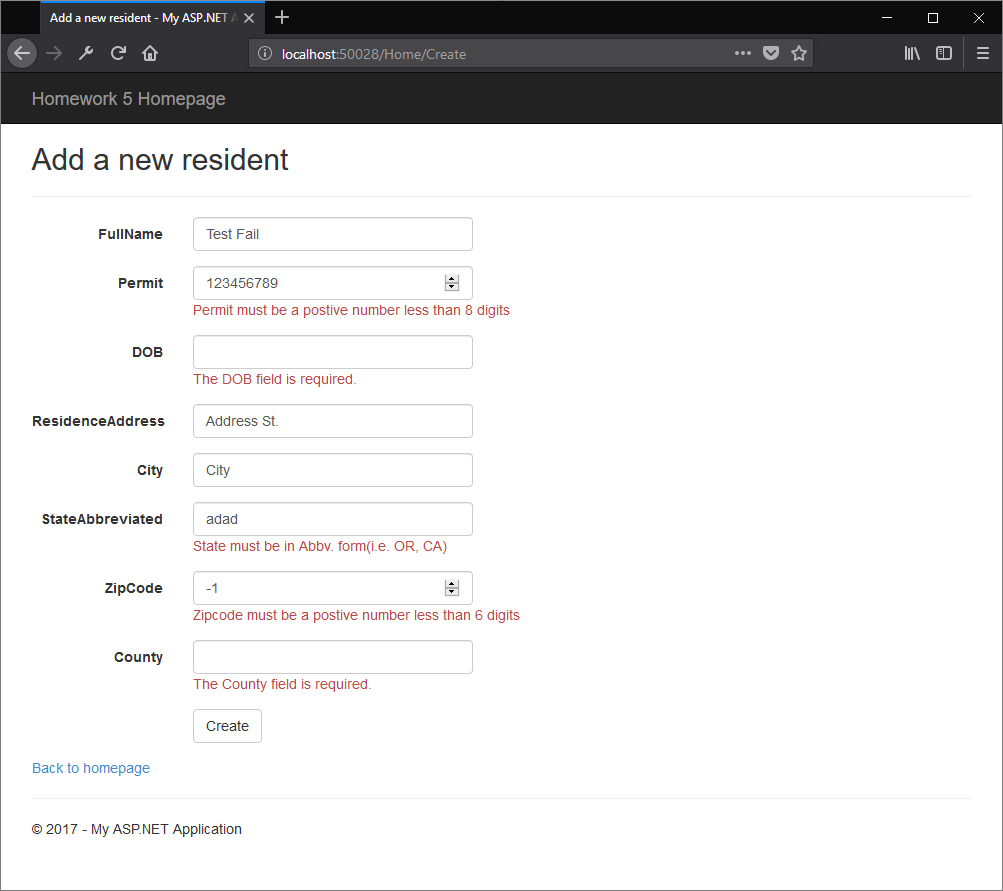 Add a new resident - My ASP.NET A
localhost:50028/Home/Create
Homework 5 Homepage
Add a new resident
FullName
Test Fail
Permit
123456789
Permit must be a postive number less than 8 digits
DOB
The DOB field is required.
ResidenceAddress
Address St.
City
City
StateAbbreviated
adad
State must be in Abbv. form(i.e. OR, CA)
ZipCode
-1
Zipcode must be a postive number less than 6 digits
County
The County field is required.
Create
Back to homepage
© 2017 - My ASP.NET Application